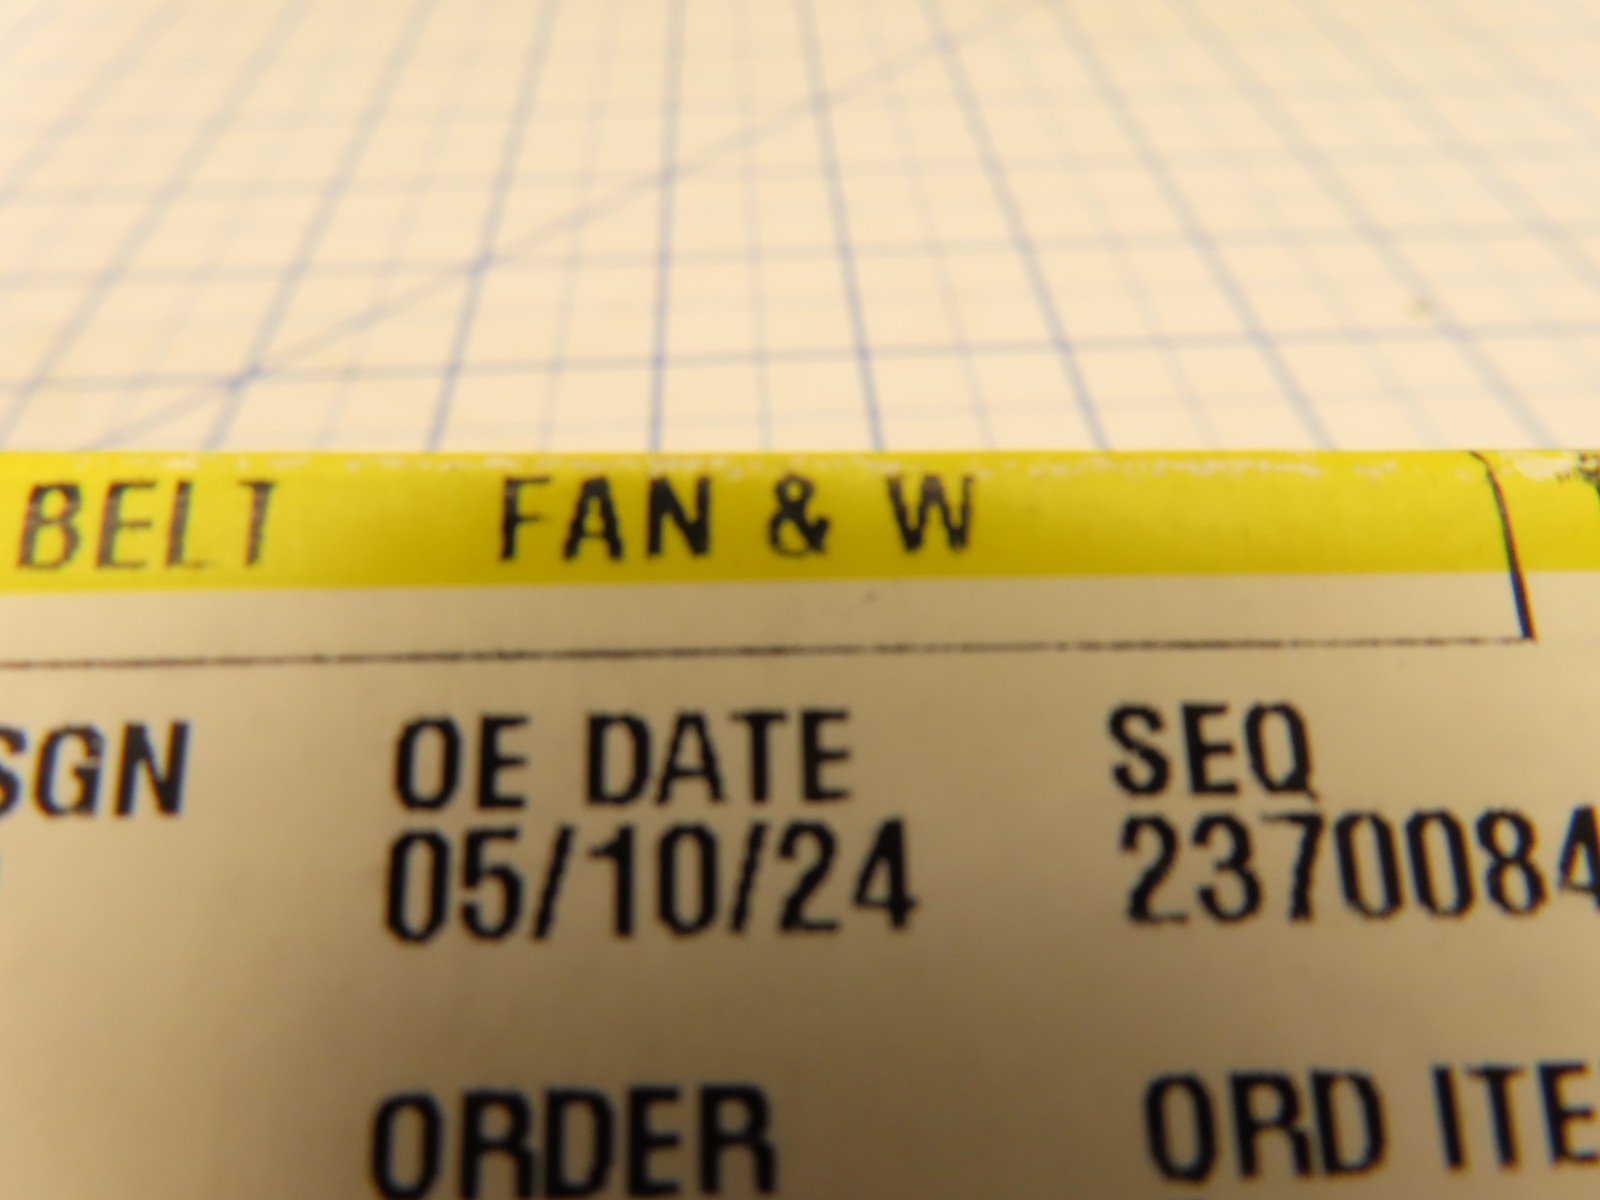 BELT FAN & W
SGN OE DATE SEQ
05/10/24 2370084
ORDER ORD ITE